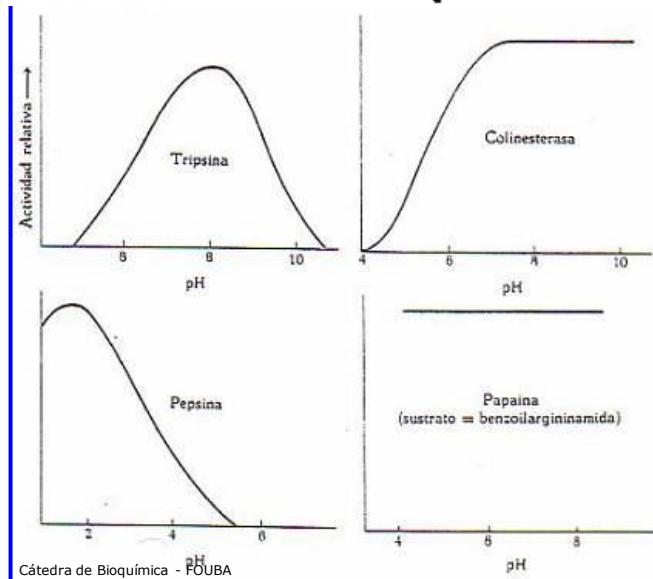 Actividad relativa
Tripsina
6 8 10
pH
Colinesterasa
4 6 8 10
pH
Pepsina
2 4 6
pH
Papaina
(sustrato = benzoilargininamida)
4 6 8
pH
Cátedra de Bioquímica - FOUBA